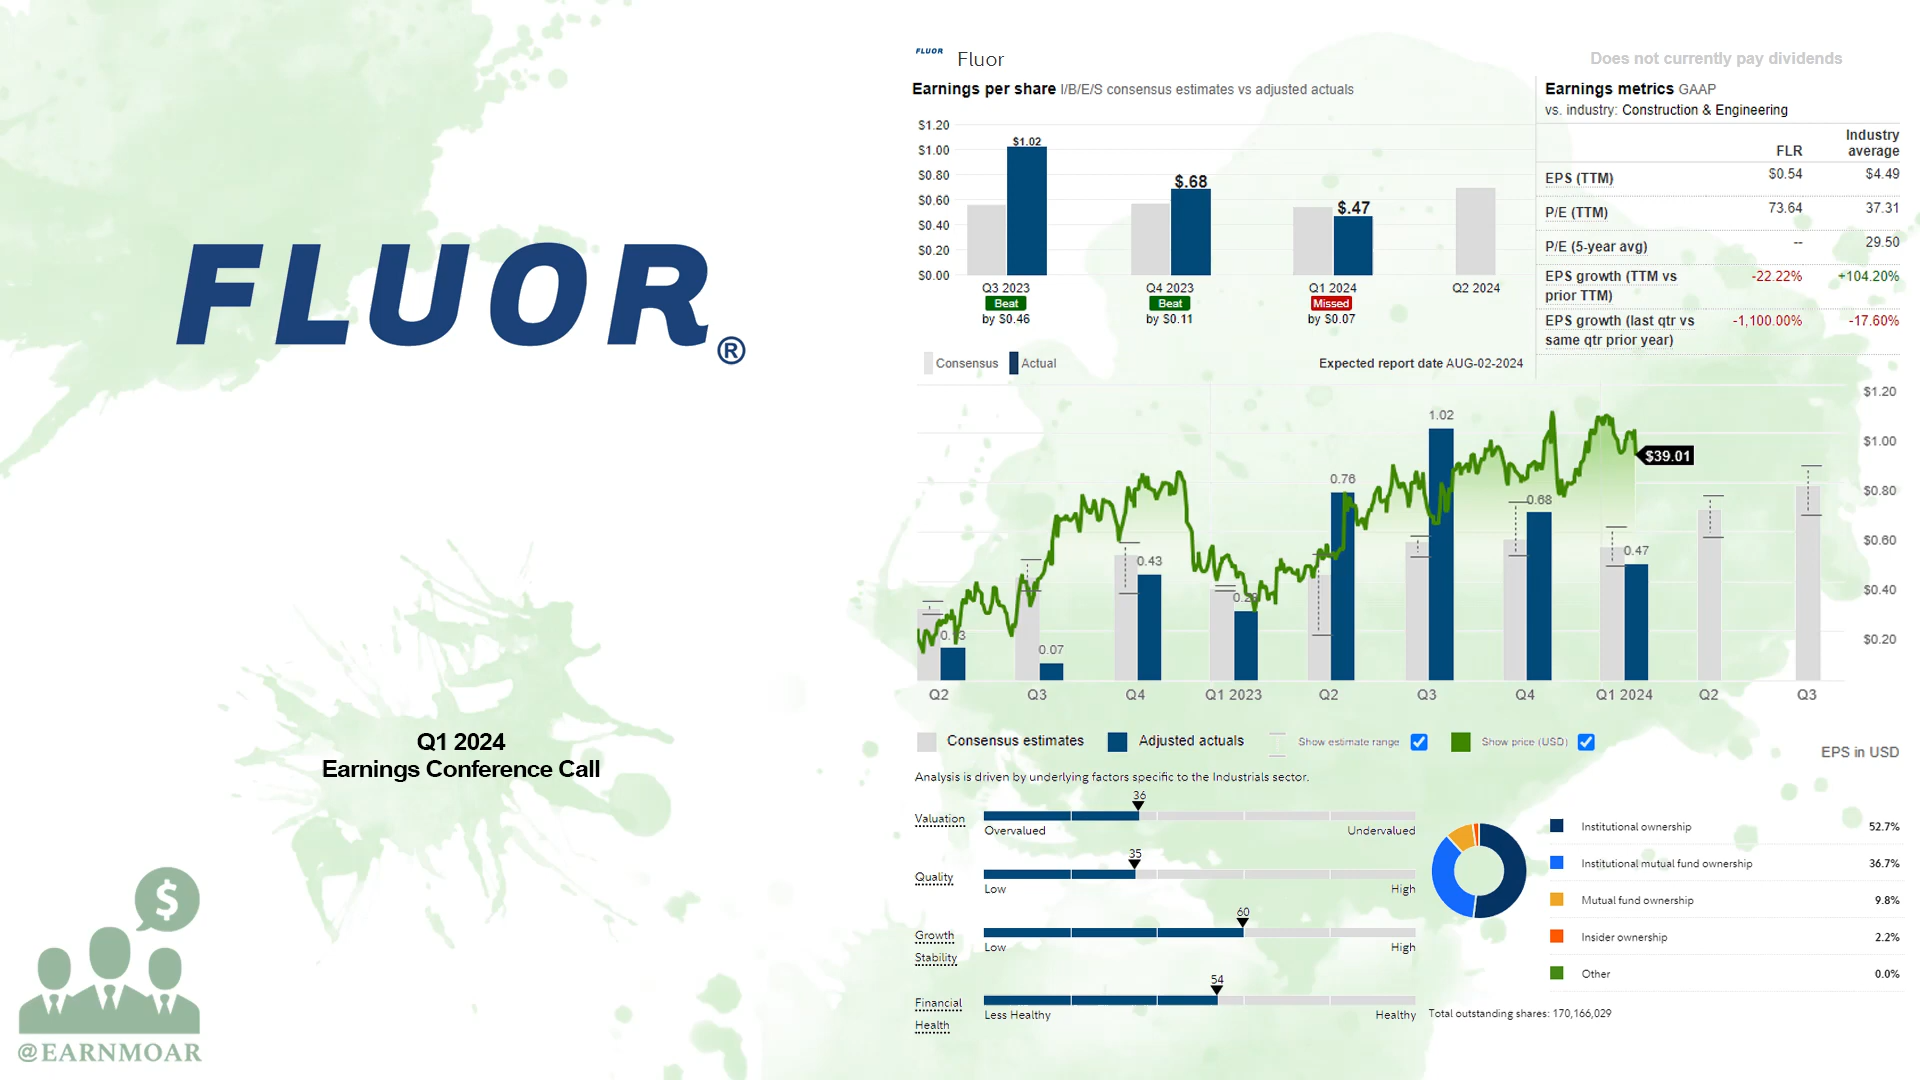 FLUOR®
Q1 2024
Earnings Conference Call
$
@EARNMOAR
FLUOR
Fluor
Does not currently pay dividends
Earnings per share I/B/E/S consensus estimates vs adjusted actuals
$1.20
$1.00
$0.80
$0.60
$0.40
$0.20
$0.00
$1.02
$.68
$.47
Q3 2023
Beat
by $0.46
Q4 2023
Beat
by $0.11
Q1 2024
Missed
by $0.07
Q2 2024
Consensus
Actual
Expected report date AUG-02-2024
Earnings metrics GAAP
vs. industry: Construction & Engineering
FLR
Industry average
EPS (TTM) $0.54 $4.49
P/E (TTM) 73.64 37.31
P/E (5-year avg) -- 29.50
EPS growth (TTM vs -22.22% +104.20%
prior TTM)
EPS growth (last qtr vs -1,100.00% -17.60%
same qtr prior year)
$1.20
$1.00
$0.80
$0.60
$0.40
$0.20
0.13
0.07
0.43
0.76
1.02
0.68
0.47
$39.01
Q2 Q3 Q4 Q1 2023 Q2 Q3 Q4 Q1 2024 Q2 Q3
Consensus estimates Adjusted actuals Show estimate range Show price (USD)
EPS in USD
Analysis is driven by underlying factors specific to the Industrials sector.
36
Valuation
Overvalued Undervalued
35
Quality
Low High
60
Growth
Stability
Low High
54
Financial
Health
Less Healthy Healthy
Institutional ownership 52.7%
Institutional mutual fund ownership 36.7%
Mutual fund ownership 9.8%
Insider ownership 2.2%
Other 0.0%
Total outstanding shares: 170,166,029